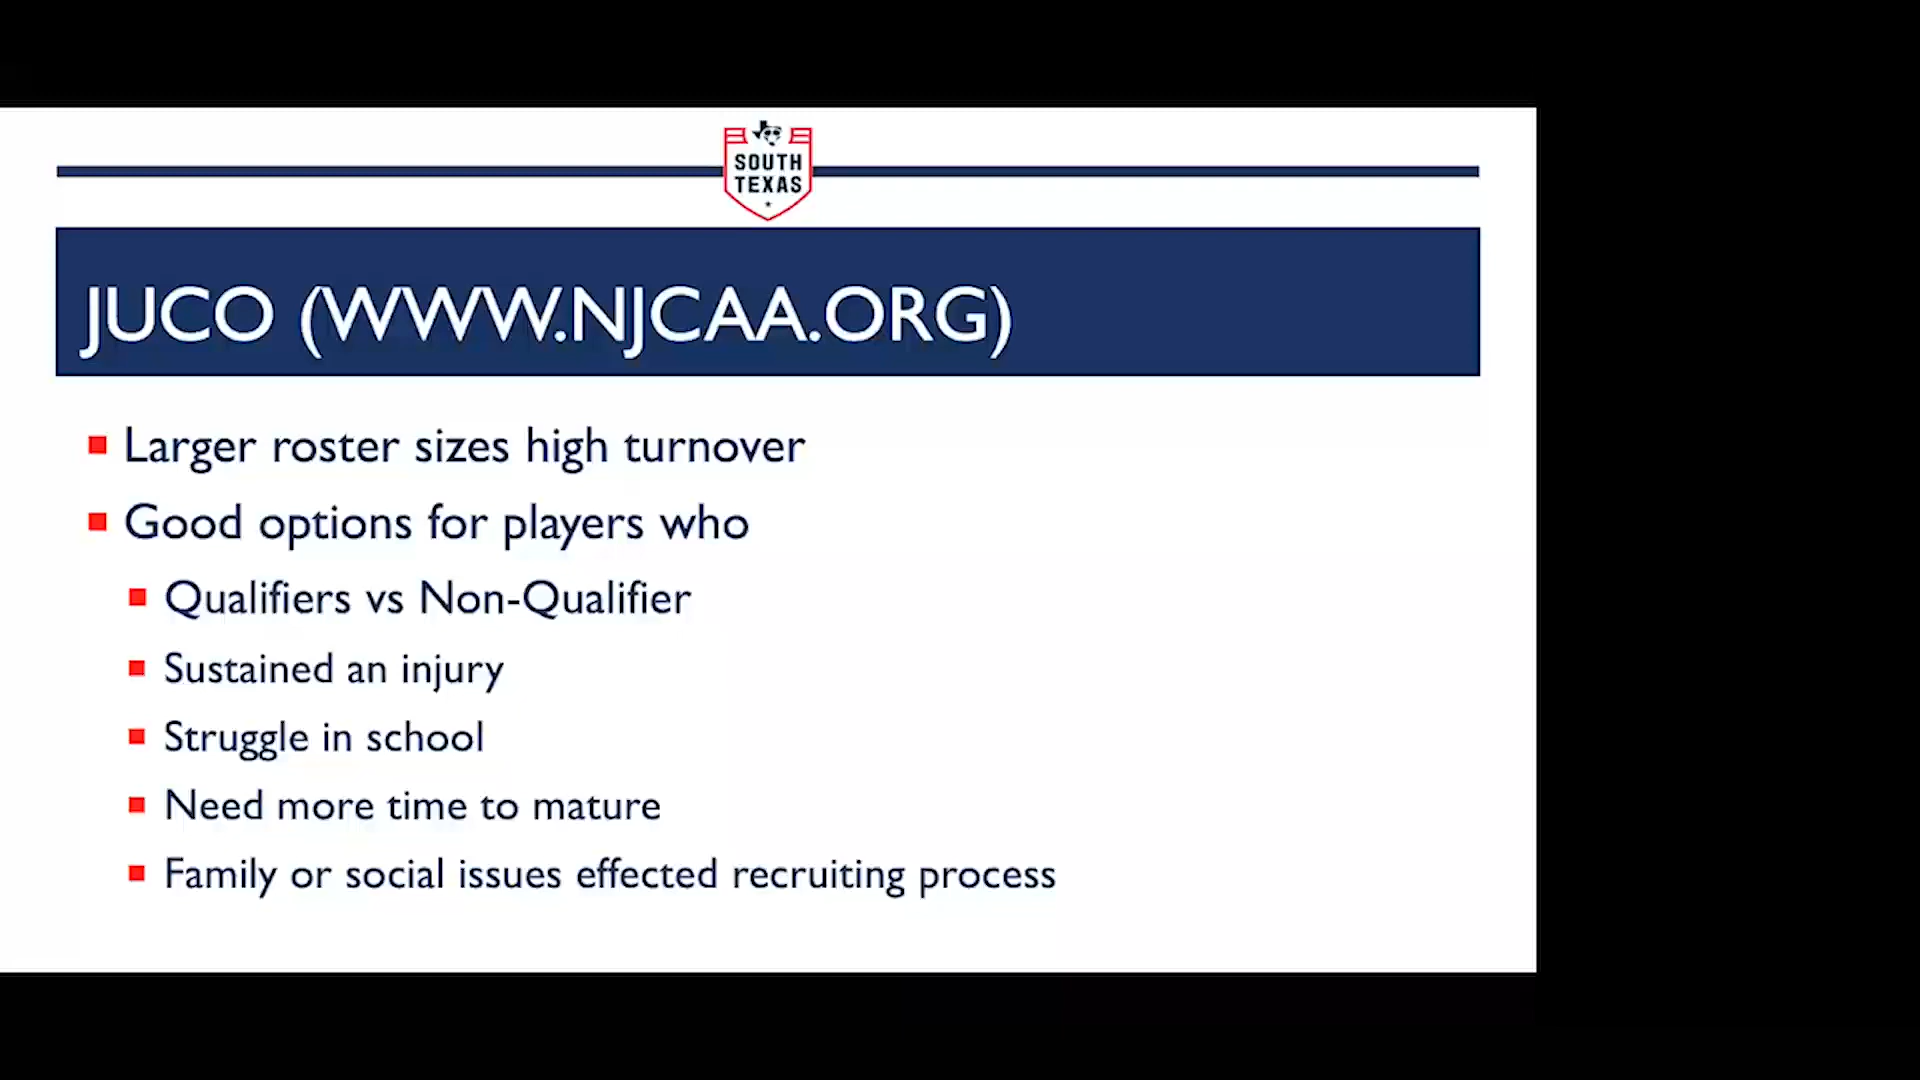 SOUTH
TEXAS
JUCO (WWW.NJCAA.ORG)
Larger roster sizes high turnover
Good options for players who
Qualifiers vs Non-Qualifier
Sustained an injury
Struggle in school
Need more time to mature
Family or social issues effected recruiting process